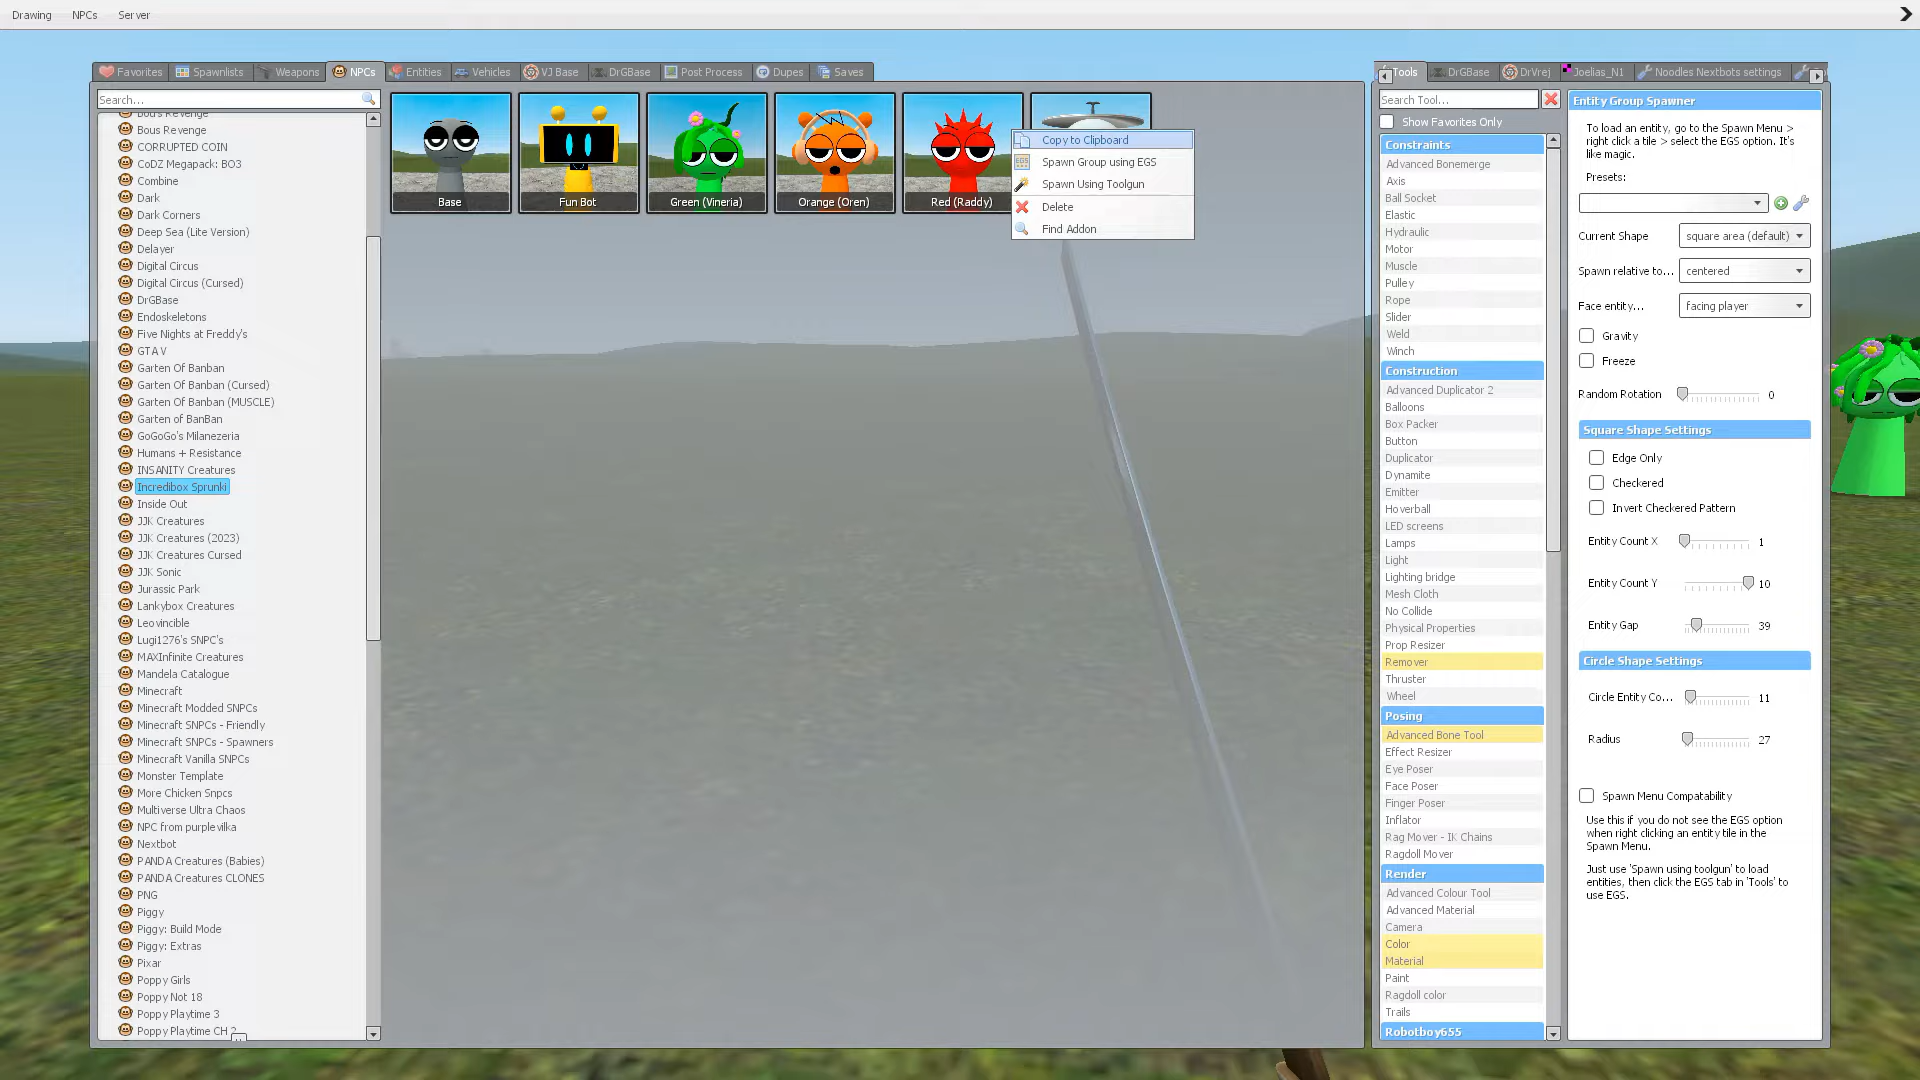 Drawing NPCs Server
Favorites Spawnlists Weapons NPCs Entities Vehicles VJ Base DrGBase Post Process Dupes Saves
Search...
Bou's Revenge
Bous Revenge
CORRUPTED COIN
CoDZ Megapack: BO3
Combine
Dark
Dark Corners
Deep Sea (Lite Version)
Delayer
Digital Circus
Digital Circus (Cursed)
DrGBase
Endoskeletons
Five Nights at Freddy's
GTA V
Garten Of Banban
Garten Of Banban (Cursed)
Garten Of Banban (MUSCLE)
Garten of BanBan
GoGoGo's Milanezeria
Humans + Resistance
INSANITY Creatures
Incredibox Sprunki
Inside Out
JJK Creatures
JJK Creatures (2023)
JJK Creatures Cursed
JJK Sonic
Jurassic Park
Lankybox Creatures
Leovincible
Lugi1276's SNPC's
MAXInfinite Creatures
Mandela Catalogue
Minecraft
Minecraft Modded SNPCs
Minecraft SNPCs - Friendly
Minecraft SNPCs - Spawners
Minecraft Vanilla SNPCs
Monster Template
More Chicken Snpcs
Multiverse Ultra Chaos
NPC from purplevilka
Nextbot
PANDA Creatures (Babies)
PANDA Creatures CLONES
PNG
Piggy
Piggy: Build Mode
Piggy: Extras
Pixar
Poppy Girls
Poppy Not 18
Poppy Playtime 3
Poppy Playtime CH 2
Base
Fun Bot
Green (Vineria)
Orange (Oren)
Red (Raddy)
Copy to Clipboard
EGS Spawn Group using EGS
Spawn Using Toolgun
Delete
Find Addon
Tools DrGBase DrVrej Joelias_N1 Noodles Nextbots settings
Search Tool...
Show Favorites Only
Constraints
Advanced Bonemerge
Axis
Ball Socket
Elastic
Hydraulic
Motor
Muscle
Pulley
Rope
Slider
Weld
Winch
Construction
Advanced Duplicator 2
Balloons
Box Packer
Button
Duplicator
Dynamite
Emitter
Hoverball
LED screens
Lamps
Light
Lighting bridge
Mesh Cloth
No Collide
Physical Properties
Prop Resizer
Remover
Thruster
Wheel
Posing
Advanced Bone Tool
Effect Resizer
Eye Poser
Face Poser
Finger Poser
Inflator
Rag Mover - IK Chains
Ragdoll Mover
Render
Advanced Colour Tool
Advanced Material
Camera
Color
Material
Paint
Ragdoll color
Trails
Robotboy655
Entity Group Spawner
To load an entity, go to the Spawn Menu >
right click a tile > select the EGS option. It's
like magic.
Presets:
Current Shape square area (default)
Spawn relative to... centered
Face entity... facing player
Gravity
Freeze
Random Rotation 0
Square Shape Settings
Edge Only
Checkered
Invert Checkered Pattern
Entity Count X 1
Entity Count Y 10
Entity Gap 39
Circle Shape Settings
Circle Entity Co... 11
Radius 27
Spawn Menu Compatability
Use this if you do not see the EGS option
when right clicking an entity tile in the
Spawn Menu.
Just use 'Spawn using toolgun' to load
entities, then click the EGS tab in 'Tools' to
use EGS.